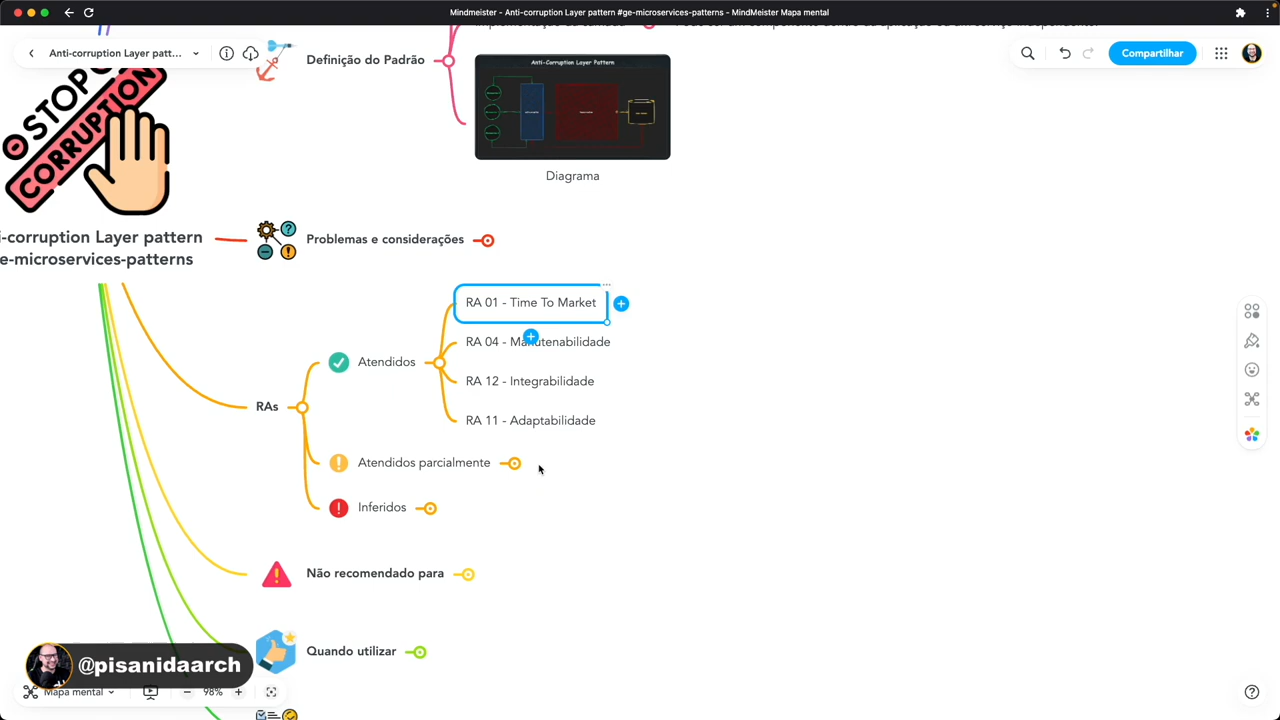 Mindmeister - Anti-corruption Layer pattern #ge-microservices-patterns - MindMeister Mapa mental
Anti-corruption Layer patt...
Compartilhar
Definição do Padrão
Anti-Corruption Layer Pattern
Diagrama
STOP
CORRUPTION
i-corruption Layer pattern
e-microservices-patterns
Problemas e considerações
RA 01 - Time To Market
RA 04 - Manutenabilidade
RA 12 - Integrabilidade
RA 11 - Adaptabilidade
Atendidos
RAs
Atendidos parcialmente
Inferidos
Não recomendado para
Quando utilizar
@pisanidaarch
Mapa mental
98%